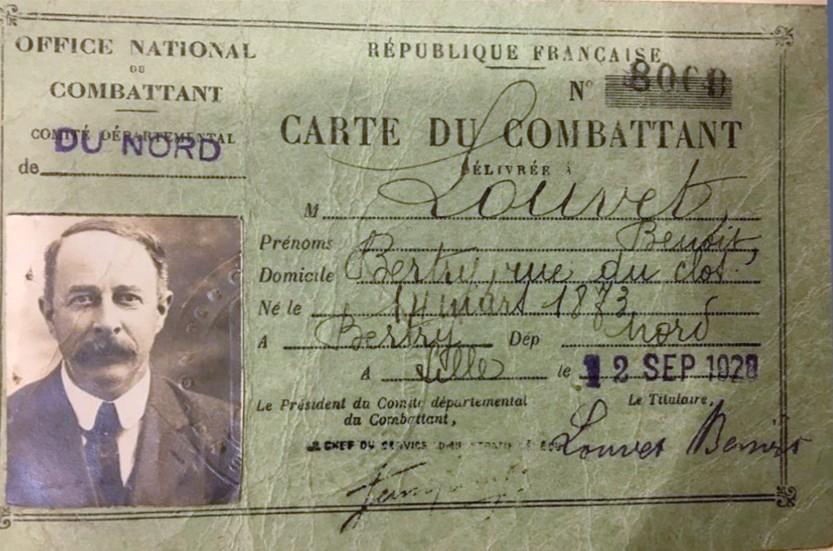 OFFICE NATIONAL
DU
COMBATTANT
COMITÉ DÉPARTEMENTAL
DU NORD
de
RÉPUBLIQUE FRANÇAISE
N°
CARTE DU COMBATTANT
DÉLIVRÉE À
M Louvet,
Prénoms Benoît,
Domicile Bertry, rue du clos.
Né le 14 mars 1873
A Bertry Dép nord
A Lille le 12 SEP 1928
Le Président du Comité départemental
du Combattant,
Le Titulaire,
Louvet Benoît